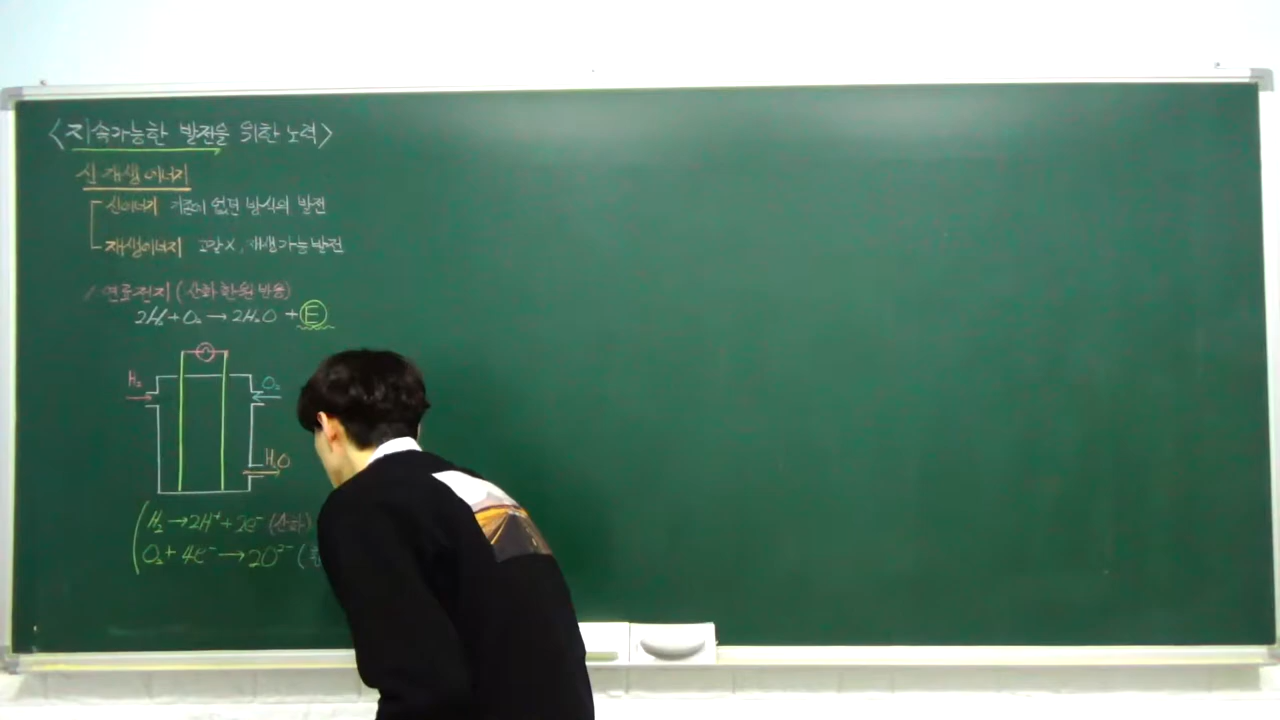 <지속가능한 발전을 위한 노력>
신재생에너지
신에너지 기존에 없던 방식의 발전
재생에너지 고갈X, 재생가능발전
연료전지 (산화 환원 반응)
2H₂+O₂→2H₂O + E
H₂
O₂
H₂O
H₂→2H⁺+2e⁻ (산화)
O₂+4e⁻→2O²⁻ (